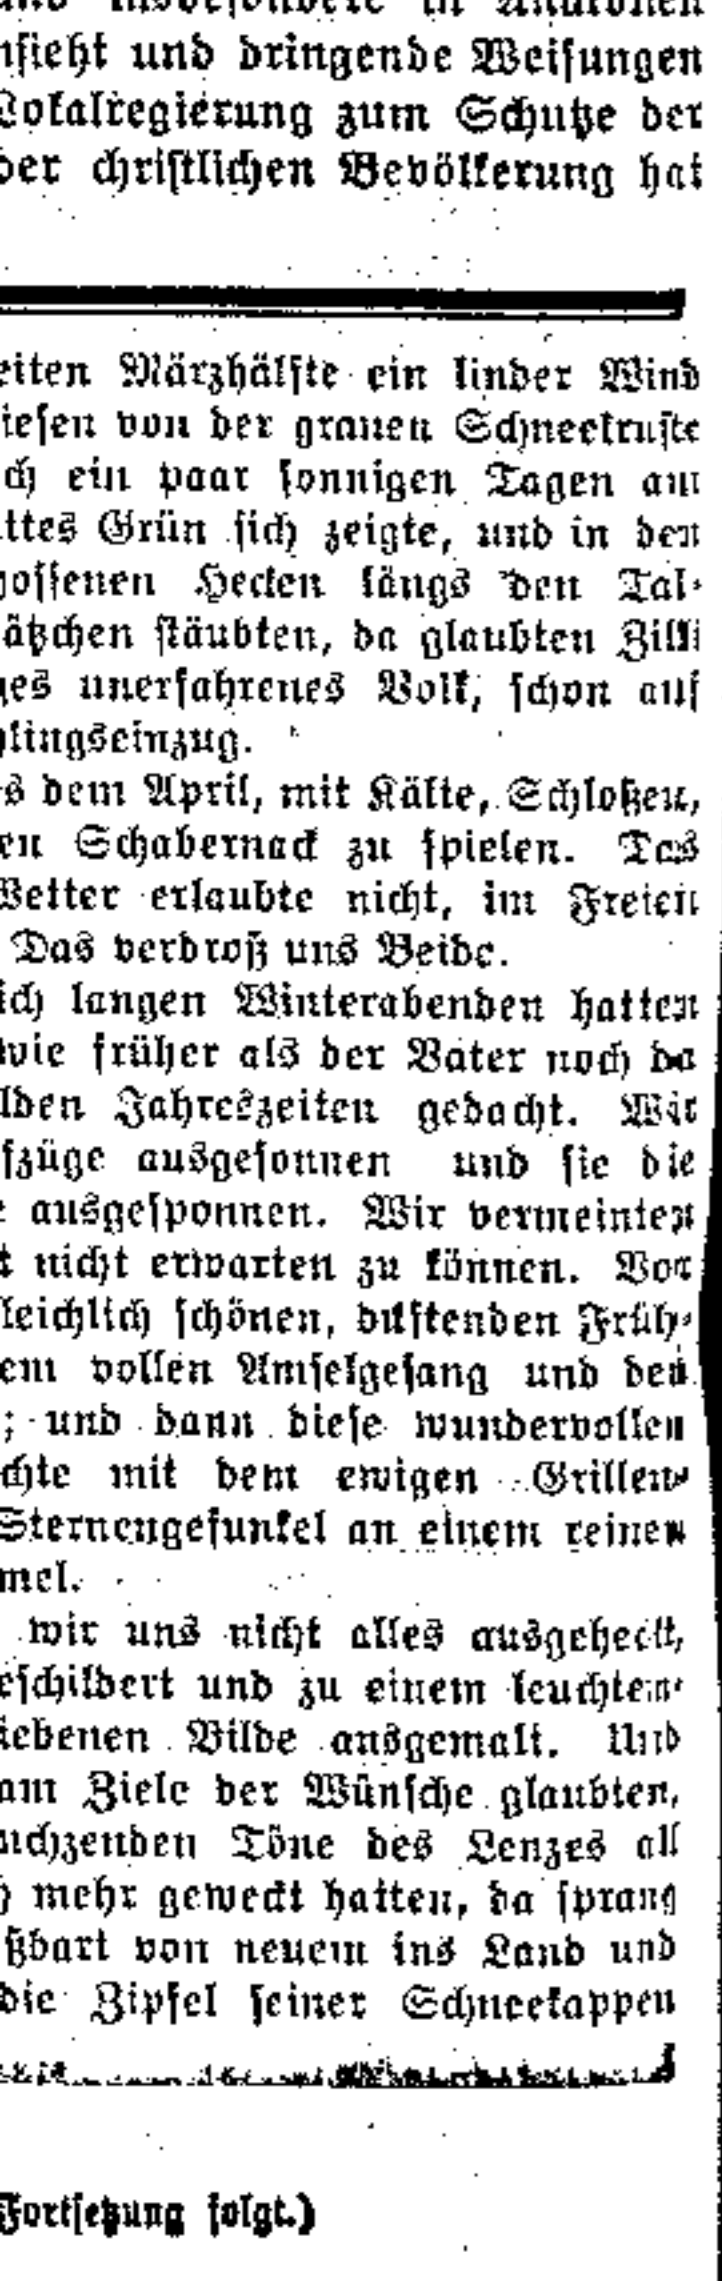 und insbesondere in
nsieht und dringende Weisungen
Lokalregierung zum Schutze der
der christlichen Bevölkerung hat
eiten Märzhälfte ein linder Wind
iesen von der grauen Schneekruste
ch ein paar sonnigen Tagen am
ttes Grün sich zeigte, und in den
hossenen Hecken längs den Tal-
ätzchen stäubten, da glaubten Zilli
ges unerfahrenes Volk, schon auf
hlingseinzug.
s dem April, mit Kälte, Schloßen,
en Schabernack zu spielen. Das
Wetter erlaubte nicht, im Freien
Das verdroß uns Beide.
ich langen Winterabenden hatten
wie früher als der Vater noch da
lden Jahreszeiten gedacht. Wir
fzüge ausgesonnen und sie die
e ausgesponnen. Wir vermeinten
t nicht erwarten zu können. Vor
leichlich schönen, duftenden Früh-
em vollen Amselgesang und den
; und dann diese wundervollen
chte mit dem ewigen Grillen-
Sternengefunkel an einem reinen
mel.
wir uns nicht alles ausgeheckt,
eschildert und zu einem leuchten-
iebenen Bilde ausgemalt. Und
am Ziele der Wünsche glaubten,
uchzenden Töne des Lenzes all
h mehr geweckt hatten, da sprang
ßbart von neuem ins Land und
die Zipfel seiner Schneekappen
Fortsetzung folgt.)